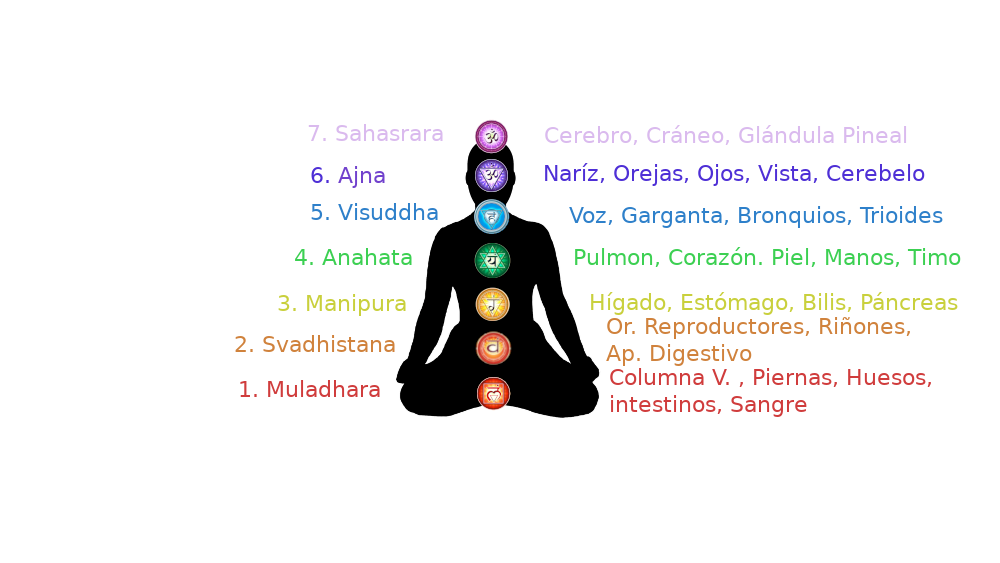 7. Sahasrara
Cerebro, Cráneo, Glándula Pineal
6. Ajna
Naríz, Orejas, Ojos, Vista, Cerebelo
5. Visuddha
Voz, Garganta, Bronquios, Trioides
4. Anahata
Pulmon, Corazón. Piel, Manos, Timo
3. Manipura
Hígado, Estómago, Bilis, Páncreas
2. Svadhistana
Or. Reproductores, Riñones,
Ap. Digestivo
1. Muladhara
Columna V. , Piernas, Huesos,
intestinos, Sangre